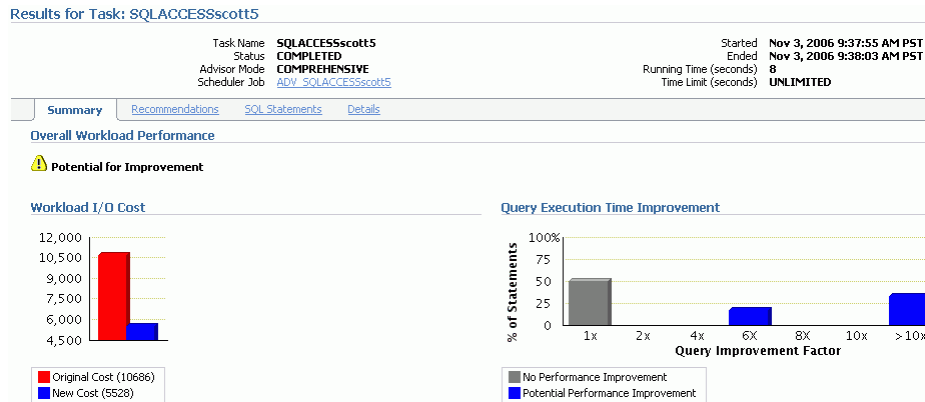 Results for Task: SQLACCESSscott5
Task Name SQLACCESSscott5
Status COMPLETED
Advisor Mode COMPREHENSIVE
Scheduler Job ADV_SQLACCESSscott5
Started Nov 3, 2006 9:37:55 AM PST
Ended Nov 3, 2006 9:38:03 AM PST
Running Time (seconds) 8
Time Limit (seconds) UNLIMITED
Summary Recommendations SQL Statements Details
Overall Workload Performance
Potential for Improvement
Workload I/O Cost
12,000
10,500
9,000
7,500
6,000
4,500
Original Cost (10686)
New Cost (5528)
Query Execution Time Improvement
% of Statements
100%
75
50
25
0
1x 2x 4x 6X 8X 10x >10x
Query Improvement Factor
No Performance Improvement
Potential Performance Improvement